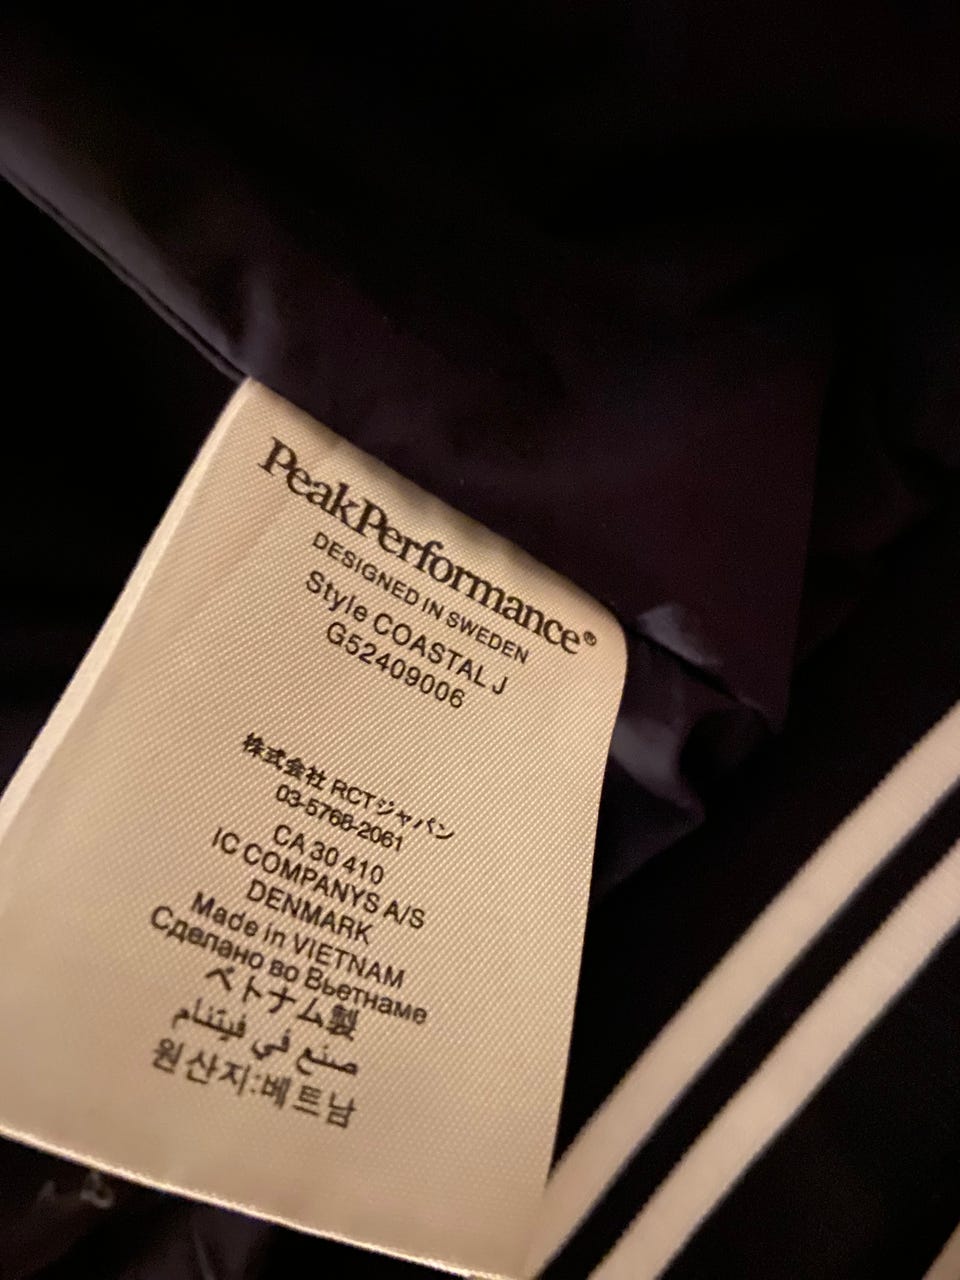 PeakPerformance®
DESIGNED IN SWEDEN
Style COASTAL J
G52409006
株式会社 RCTジャパン
03-5768-2061
CA 30 410
IC COMPANYS A/S
DENMARK
Made in VIETNAM
Сделано во Вьетнаме
ベトナム製
صنع في فيتنام
원산지:베트남